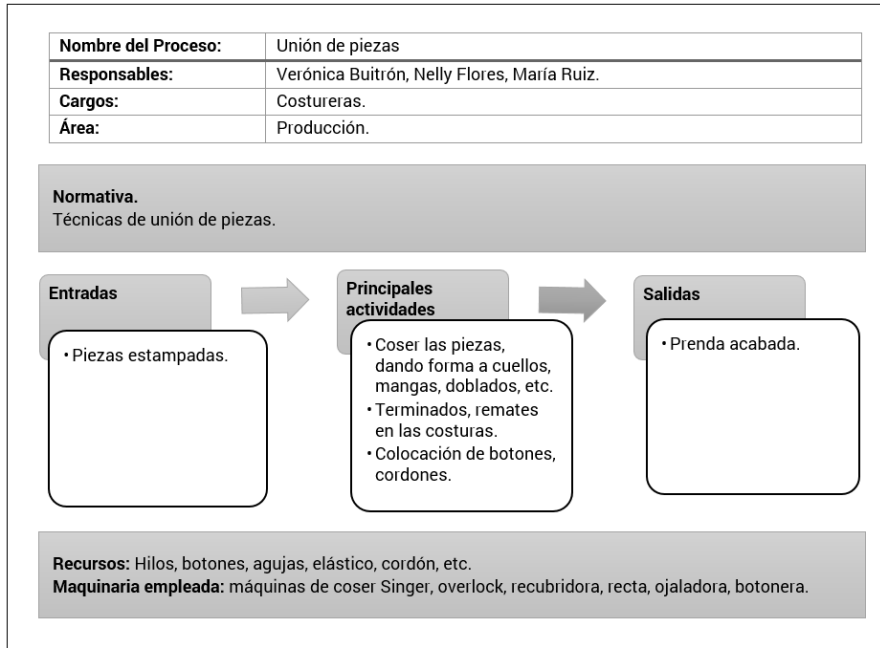 Nombre del Proceso: Unión de piezas
Responsables: Verónica Buitrón, Nelly Flores, María Ruiz.
Cargos: Costureras.
Área: Producción.
Normativa.
Técnicas de unión de piezas.
Entradas
• Piezas estampadas.
Principales
actividades
• Coser las piezas,
dando forma a cuellos,
mangas, doblados, etc.
• Terminados, remates
en las costuras.
• Colocación de botones,
cordones.
Salidas
• Prenda acabada.
Recursos: Hilos, botones, agujas, elástico, cordón, etc.
Maquinaria empleada: máquinas de coser Singer, overlock, recubridora, recta, ojaladora, botonera.